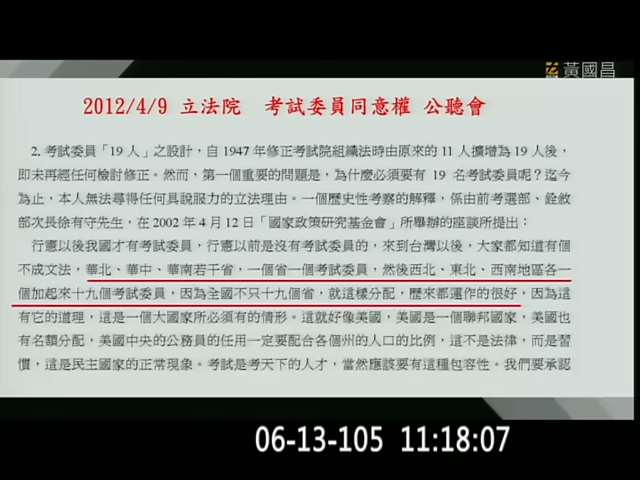 黃國昌
2012/4/9 立法院 考試委員同意權 公聽會
2. 考試委員「19 人」之設計，自 1947 年修正考試院組織法時由原來的 11 人擴增為 19 人後，
即未再經任何檢討修正。然而，第一個重要的問題是，為什麼必須要有 19 名考試委員呢？迄今
為止，本人無法尋得任何具說服力的立法理由。一個歷史性考察的解釋，係由前考選部、銓敘
部次長徐有守先生，在 2002 年 4 月 12 日「國家政策研究基金會」所舉辦的座談所提出：
行憲以後我國才有考試委員，行憲以前是沒有考試委員的，來到台灣以後，大家都知道有個
不成文法，華北、華中、華南若干省，一個省一個考試委員，然後西北、東北、西南地區各一
個加起來十九個考試委員，因為全國不只十九個省，就這樣分配，歷來都運作的很好，因為這
有它的道理，這是一個大國家所必須有的情形。這就好像美國，美國是一個聯邦國家，美國也
有名額分配，美國中央的公務員的任用一定要配合各個州的人口的比例，這不是法律，而是習
慣，這是民主國家的正常現象。考試是考天下的人才，當然應該要有這種包容性。我們要承認
06-13-105 11:18:07